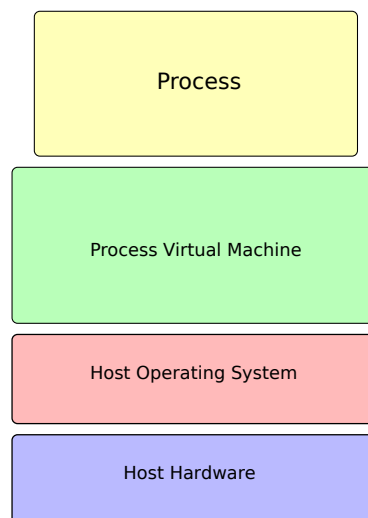 Process
Process Virtual Machine
Host Operating System
Host Hardware